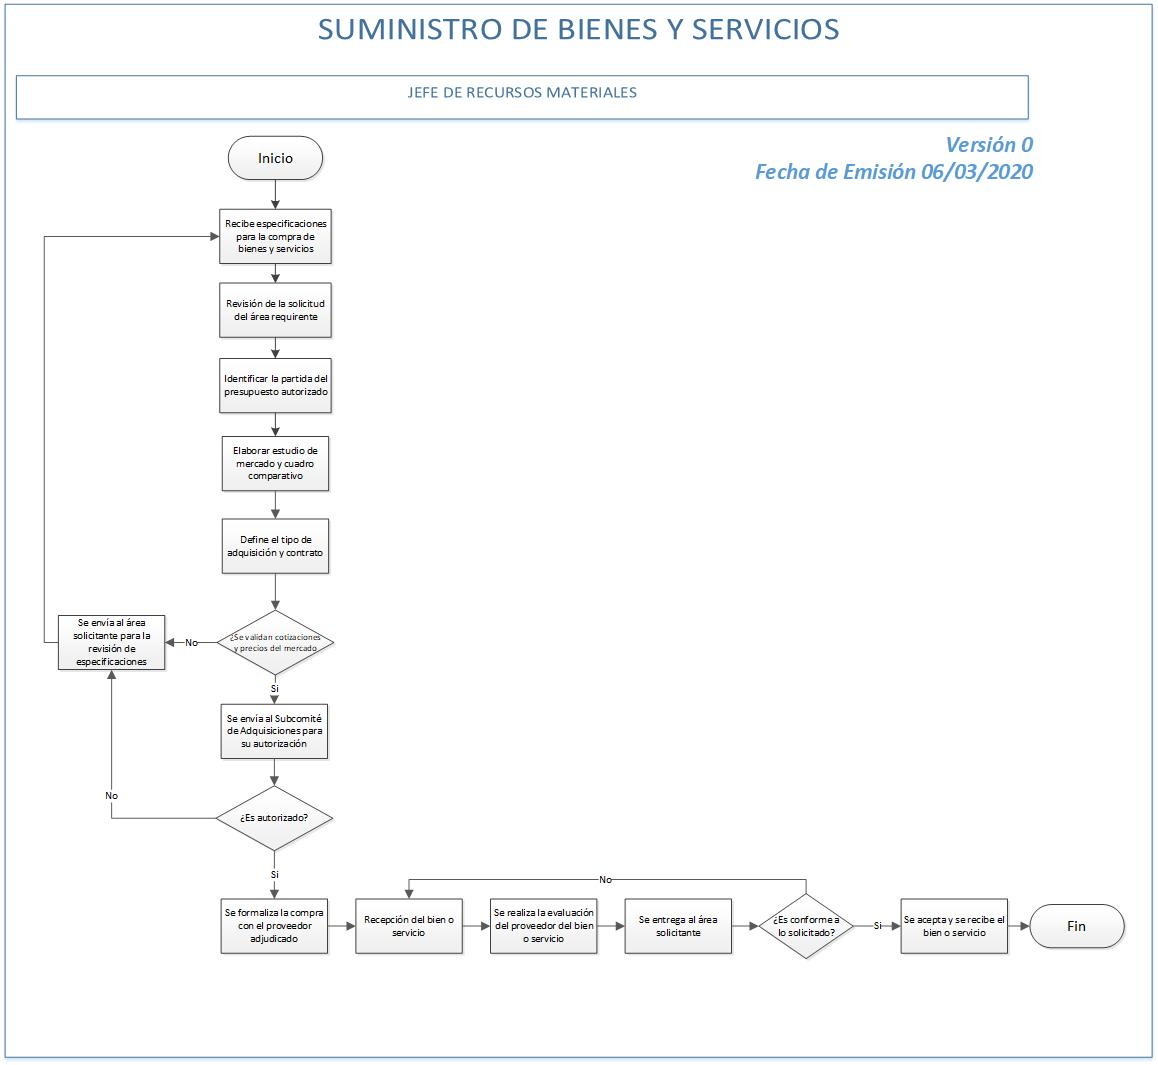 SUMINISTRO DE BIENES Y SERVICIOS
JEFE DE RECURSOS MATERIALES
Versión 0
Fecha de Emisión 06/03/2020
Inicio
Recibe especificaciones
para la compra de
bienes y servicios
Revisión de la solicitud
del área requirente
Identificar la partida del
presupuesto autorizado
Elaborar estudio de
mercado y cuadro
comparativo
Define el tipo de
adquisición y contrato
¿Se validan cotizaciones
y precios del mercado
No
Se envía al área
solicitante para la
revisión de
especificaciones
Si
Se envía al Subcomité
de Adquisiciones para
su autorización
¿Es autorizado?
No
Si
Se formaliza la compra
con el proveedor
adjudicado
Recepción del bien o
servicio
Se realiza la evaluación
del proveedor del bien
o servicio
Se entrega al área
solicitante
¿Es conforme a
lo solicitado?
No
Si
Se acepta y se recibe el
bien o servicio
Fin